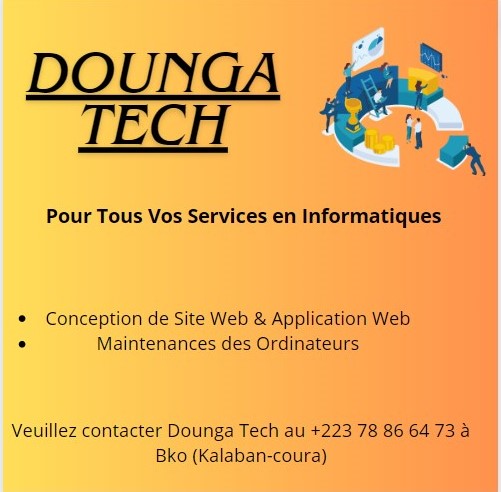 DOUNGA
TECH
Pour Tous Vos Services en Informatiques
• Conception de Site Web & Application Web
• Maintenances des Ordinateurs
Veuillez contacter Dounga Tech au +223 78 86 64 73 à
Bko (Kalaban-coura)